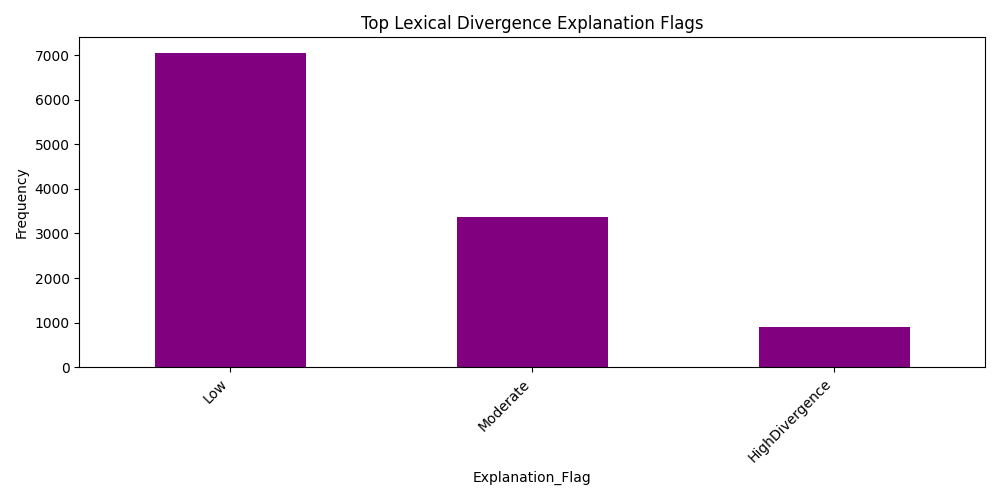 Top Lexical Divergence Explanation Flags
Frequency
7000
6000
5000
4000
3000
2000
1000
0
Low
Moderate
HighDivergence
Explanation_Flag